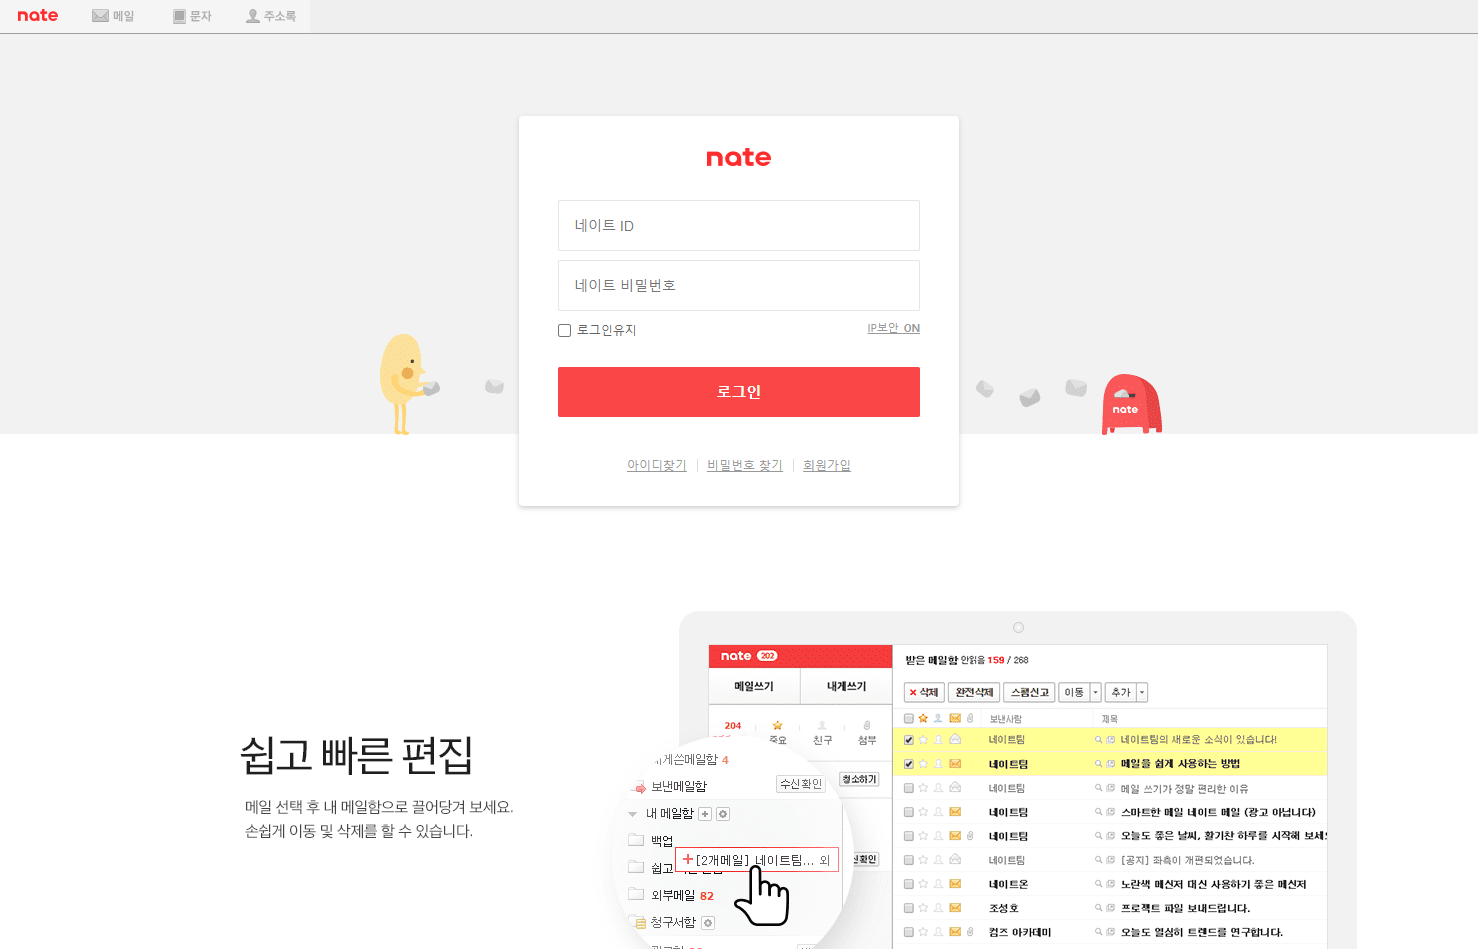 nate 메일 문자 주소록
nate
네이트 ID
네이트 비밀번호
로그인유지 IP보안 ON
로그인
nate
아이디찾기 비밀번호 찾기 회원가입
nate 202
받은 메일함 안읽음 159 / 268
메일쓰기 내게쓰기
삭제 완전삭제 스팸신고 이동 추가
204 중요 친구 첨부
보낸사람 제목
네이트팀 네이트팀의 새로운 소식이 있습니다!
네이트팀 메일을 쉽게 사용하는 방법
네이트팀 메일 쓰기가 정말 편리한 이유
네이트팀 스마트한 메일 네이트 메일 (광고 아닙니다)
네이트팀 오늘도 좋은 날씨, 활기찬 하루를 시작해 보세요
네이트팀 [공지] 좌측이 개편되었습니다.
네이트온 노란색 메신저 대신 사용하기 좋은 메신저
조성호 프로젝트 파일 보내드립니다.
컴즈 아카데미 오늘도 열심히 트렌드를 연구합니다.
쉽고 빠른 편집
메일 선택 후 내 메일함으로 끌어당겨 보세요.
손쉽게 이동 및 삭제를 할 수 있습니다.
내게쓴메일함 4
보낸메일함 수신확인
청소하기
내 메일함
백업
[2개메일] 네이트팀... 외
쉽고
외부메일 82
청구서함